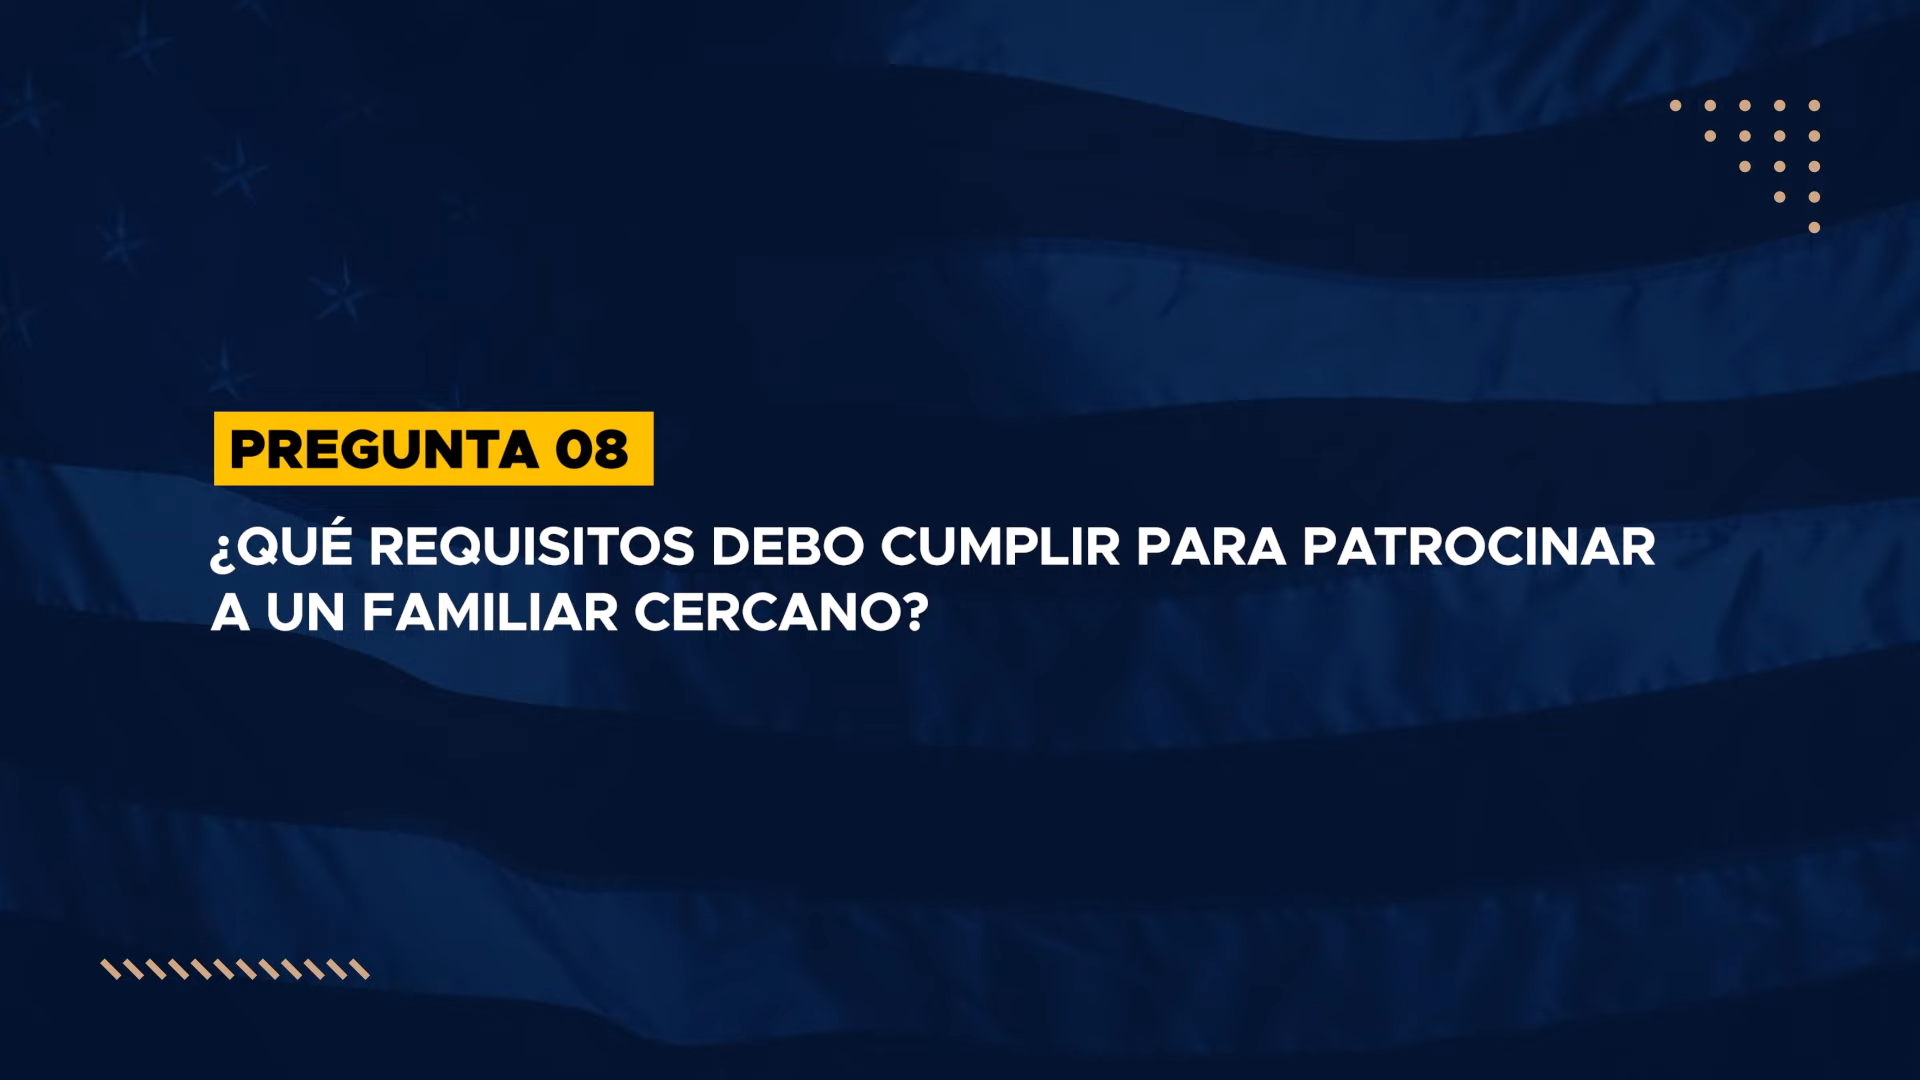 PREGUNTA 08
¿QUÉ REQUISITOS DEBO CUMPLIR PARA PATROCINAR
A UN FAMILIAR CERCANO?